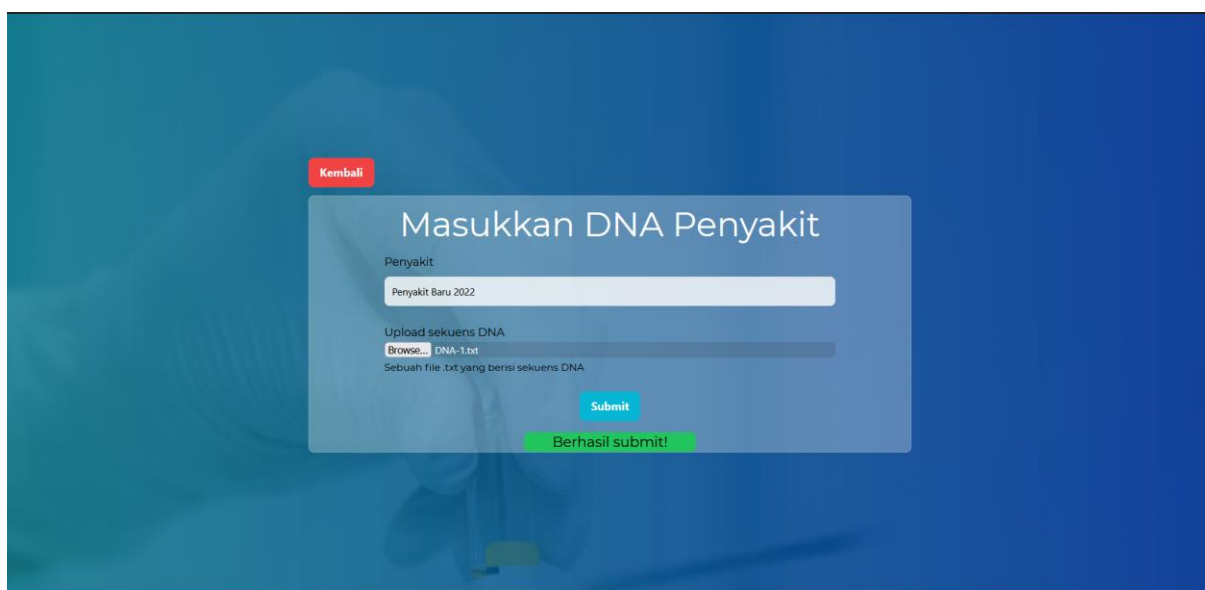 Kembali
Masukkan DNA Penyakit
Penyakit
Penyakit Baru 2022
Upload sekuens DNA
Browse... DNA-1.txt
Sebuah file .txt yang berisi sekuens DNA
Submit
Berhasil submit!